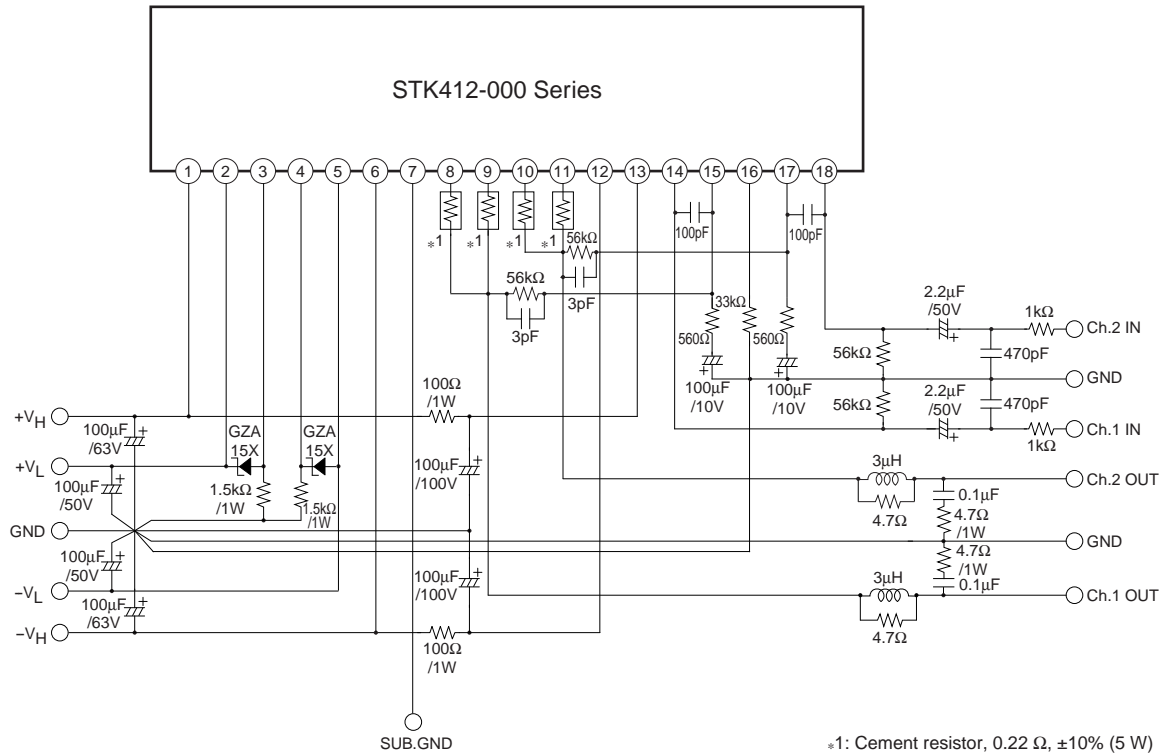 STK412-000 Series
1 2 3 4 5 6 7 8 9 10 11 12 13 14 15 16 17 18
*1 *1 *1 *1
56kΩ
3pF
56kΩ
3pF
100pF
100pF
560Ω
33kΩ
560Ω
+
100µF
/10V
+
100µF
/10V
2.2µF
/50V
+
1kΩ
Ch.2 IN
56kΩ
470pF
GND
56kΩ
2.2µF
/50V
+
470pF
1kΩ
Ch.1 IN
+VH
100µF
/63V
+
100Ω
/1W
+VL
100µF
/50V
+
GZA
15X
GZA
15X
1.5kΩ
/1W
1.5kΩ
/1W
100µF
/100V
+
GND
100µF
/50V
+
−VL
100µF
/63V
+
100µF
/100V
+
−VH
100Ω
/1W
3µH
4.7Ω
Ch.2 OUT
0.1µF
4.7Ω
/1W
GND
4.7Ω
/1W
0.1µF
3µH
4.7Ω
Ch.1 OUT
SUB.GND
*1: Cement resistor, 0.22 Ω, ±10% (5 W)